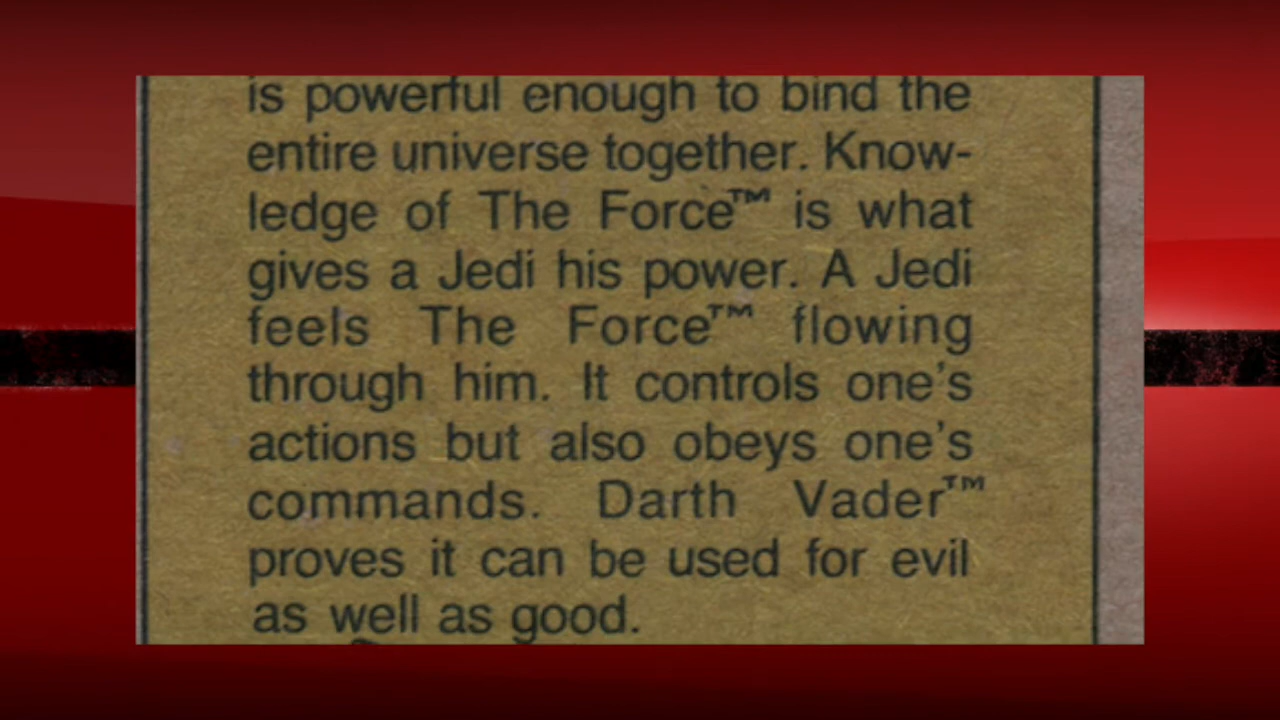 is powerful enough to bind the
entire universe together. Know-
ledge of The Force™ is what
gives a Jedi his power. A Jedi
feels The Force™ flowing
through him. It controls one's
actions but also obeys one's
commands. Darth Vader™
proves it can be used for evil
as well as good.